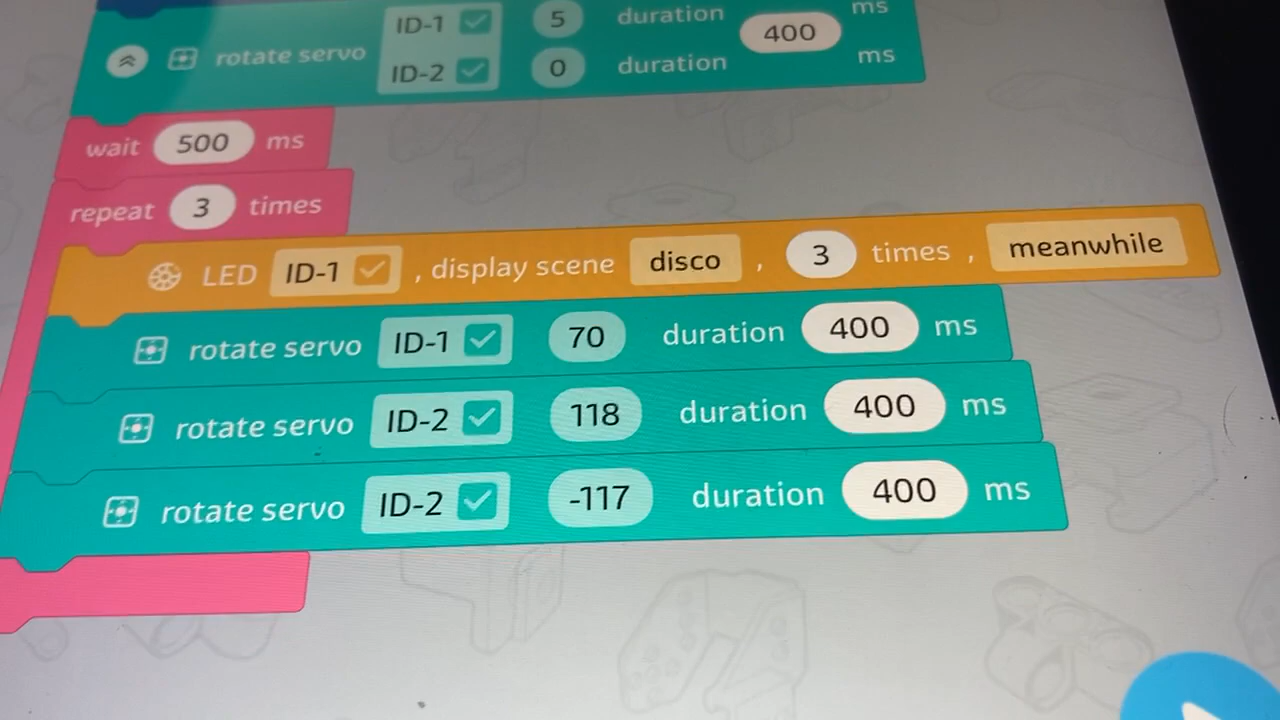 ID-1 5 duration ms
rotate servo 400
ID-2 0 duration ms
wait 500 ms
repeat 3 times
LED ID-1 , display scene disco , 3 times , meanwhile
rotate servo ID-1 70 duration 400 ms
rotate servo ID-2 118 duration 400 ms
rotate servo ID-2 -117 duration 400 ms